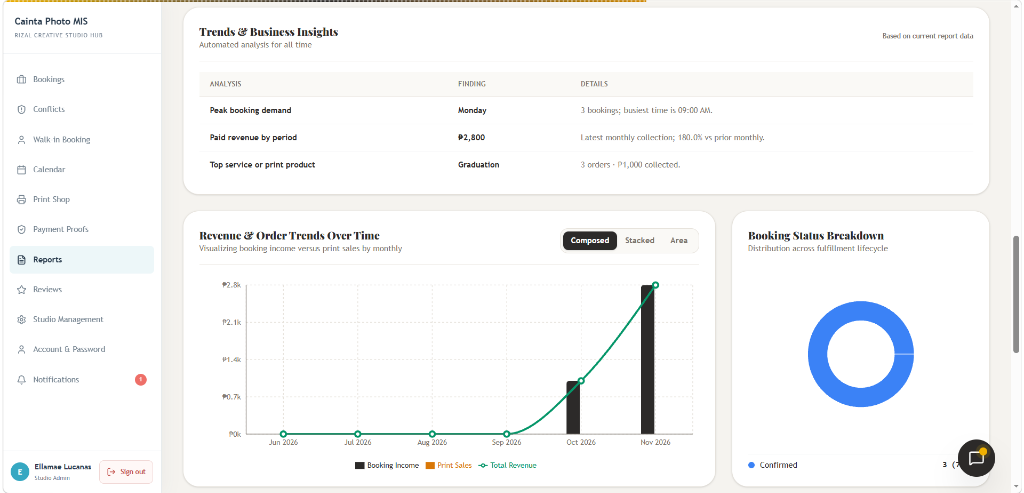 Cainta Photo MIS
RIZAL CREATIVE STUDIO HUB
Bookings
Conflicts
Walk in Booking
Calendar
Print Shop
Payment Proofs
Reports
Reviews
Studio Management
Account & Password
Notifications
E
Ellamae Lucanas
Studio Admin
Sign out
Trends & Business Insights
Automated analysis for all time
Based on current report data
ANALYSIS FINDING DETAILS
Peak booking demand Monday 3 bookings; busiest time is 09:00 AM.
Paid revenue by period ₱2,800 Latest monthly collection; 180.0% vs prior monthly.
Top service or print product Graduation 3 orders · ₱1,000 collected.
Revenue & Order Trends Over Time
Visualizing booking income versus print sales by monthly
Composed Stacked Area
₱2.8k
₱2.1k
₱1.4k
₱0.7k
₱0k
Jun 2026 Jul 2026 Aug 2026 Sep 2026 Oct 2026 Nov 2026
Booking Income Print Sales Total Revenue
Booking Status Breakdown
Distribution across fulfillment lifecycle
Confirmed 3